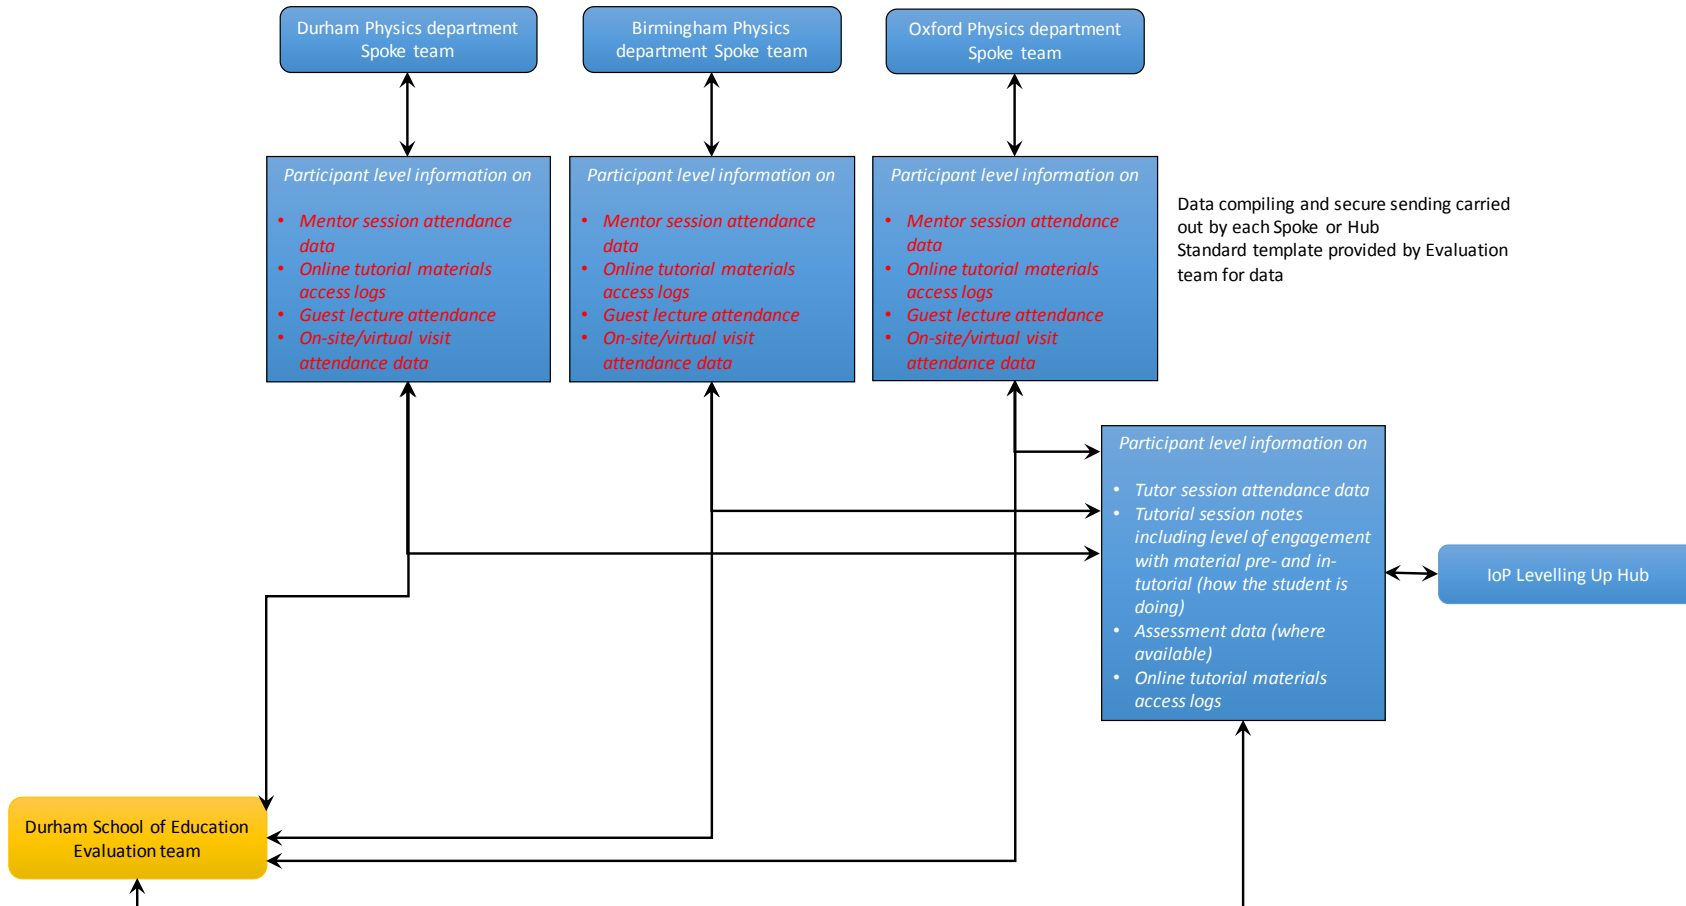 Durham Physics department
Spoke team
Birmingham Physics
department Spoke team
Oxford Physics department
Spoke team
Participant level information on
• Mentor session attendance
data
• Online tutorial materials
access logs
• Guest lecture attendance
• On-site/virtual visit
attendance data
Participant level information on
• Mentor session attendance
data
• Online tutorial materials
access logs
• Guest lecture attendance
• On-site/virtual visit
attendance data
Participant level information on
• Mentor session attendance
data
• Online tutorial materials
access logs
• Guest lecture attendance
• On-site/virtual visit
attendance data
Data compiling and secure sending carried
out by each Spoke or Hub
Standard template provided by Evaluation
team for data
Participant level information on
• Tutor session attendance data
• Tutorial session notes
including level of engagement
with material pre- and in-
tutorial (how the student is
doing)
• Assessment data (where
available)
• Online tutorial materials
access logs
IoP Levelling Up Hub
Durham School of Education
Evaluation team